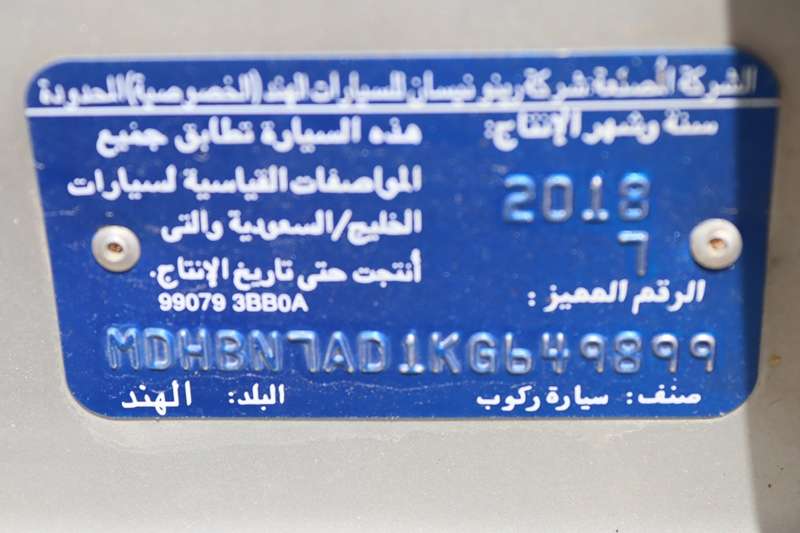 الشركة المصنعة شركة رينو نيسان للسيارات الهند (الخصوصية) المحدودة
سنة وشهر الإنتاج:
2018
7
هذه السيارة تطابق جميع
المواصفات القياسية لسيارات
الخليج/السعودية والتى
أنتجت حتى تاريخ الإنتاج.
99079 3BB0A
الرقم المميز :
MDHBN7AD1KG649899
صنف: سيارة ركوب
البلد: الهند